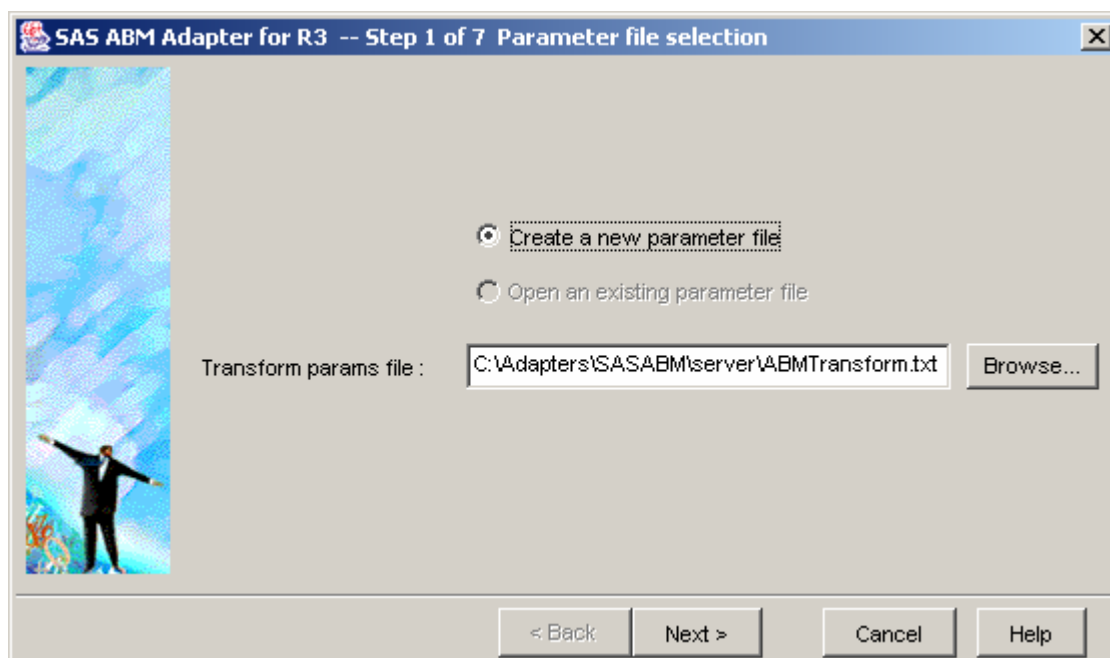 SAS ABM Adapter for R3 -- Step 1 of 7 Parameter file selection
Create a new parameter file
Open an existing parameter file
Transform params file :
C:\Adapters\SASABM\server\ABMTransform.txt
Browse...
< Back
Next >
Cancel
Help